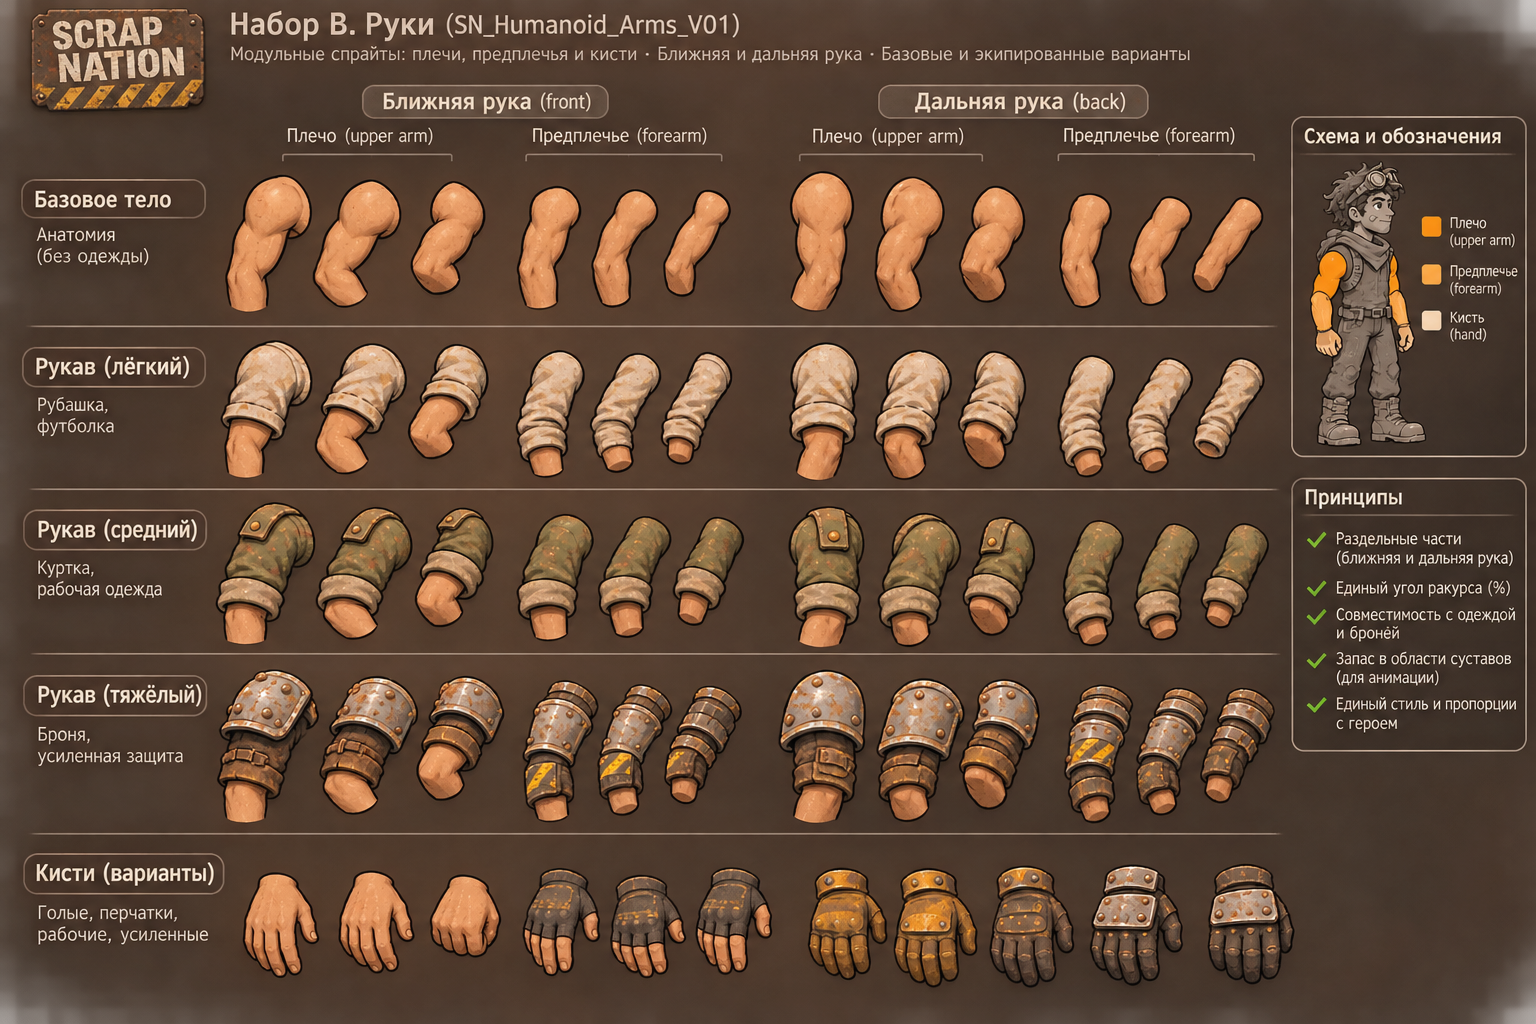 SCRAP
NATION
Набор B. Руки (SN_Humanoid_Arms_V01)
Модульные спрайты: плечи, предплечья и кисти · Ближняя и дальняя рука · Базовые и экипированные варианты
Ближняя рука (front)
Дальняя рука (back)
Плечо (upper arm)
Предплечье (forearm)
Плечо (upper arm)
Предплечье (forearm)
Базовое тело
Анатомия
(без одежды)
Рукав (лёгкий)
Рубашка,
футболка
Рукав (средний)
Куртка,
рабочая одежда
Рукав (тяжёлый)
Броня,
усиленная защита
Кисти (варианты)
Голые, перчатки,
рабочие, усиленные
Схема и обозначения
Плечо
(upper arm)
Предплечье
(forearm)
Кисть
(hand)
Принципы
Раздельные части
(ближняя и дальняя рука)
Единый угол ракурса (%)
Совместимость с одеждой
и бронёй
Запас в области суставов
(для анимации)
Единый стиль и пропорции
с героем